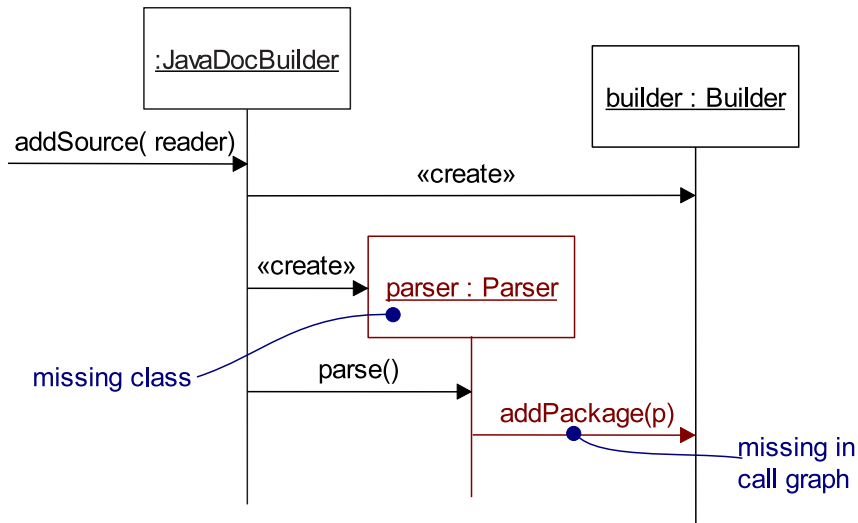 :JavaDocBuilder
builder : Builder
addSource( reader)
«create»
«create»
parser : Parser
missing class
parse()
addPackage(p)
missing in
call graph